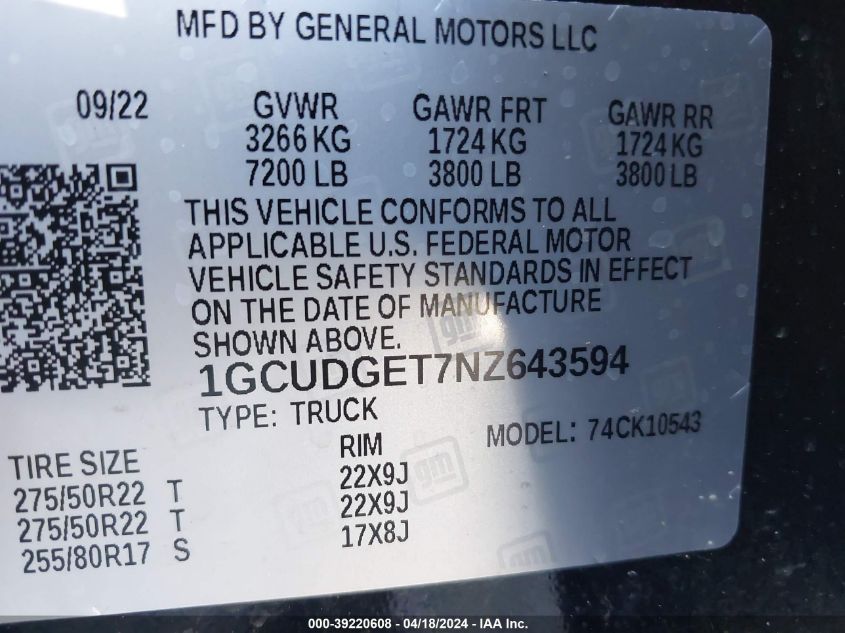 MFD BY GENERAL MOTORS LLC
09/22 GVWR GAWR FRT GAWR RR
3266 KG 1724 KG 1724 KG
7200 LB 3800 LB 3800 LB
THIS VEHICLE CONFORMS TO ALL
APPLICABLE U.S. FEDERAL MOTOR
VEHICLE SAFETY STANDARDS IN EFFECT
ON THE DATE OF MANUFACTURE
SHOWN ABOVE.
1GCUDGET7NZ643594
TYPE: TRUCK MODEL: 74CK10543
TIRE SIZE RIM
275/50R22 T 22X9J
275/50R22 T 22X9J
255/80R17 S 17X8J
gm
000-39220608 - 04/18/2024 - IAA Inc.